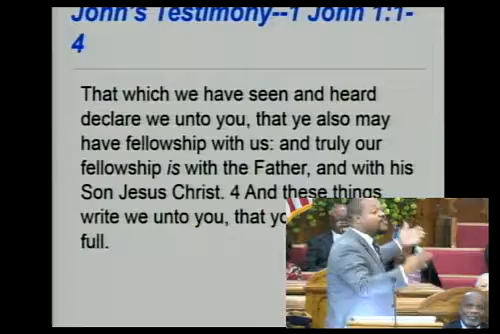 John's Testimony--1 John 1:1-
4
That which we have seen and heard
declare we unto you, that ye also may
have fellowship with us: and truly our
fellowship is with the Father, and with his
Son Jesus Christ. 4 And these things
write we unto you, that
full.